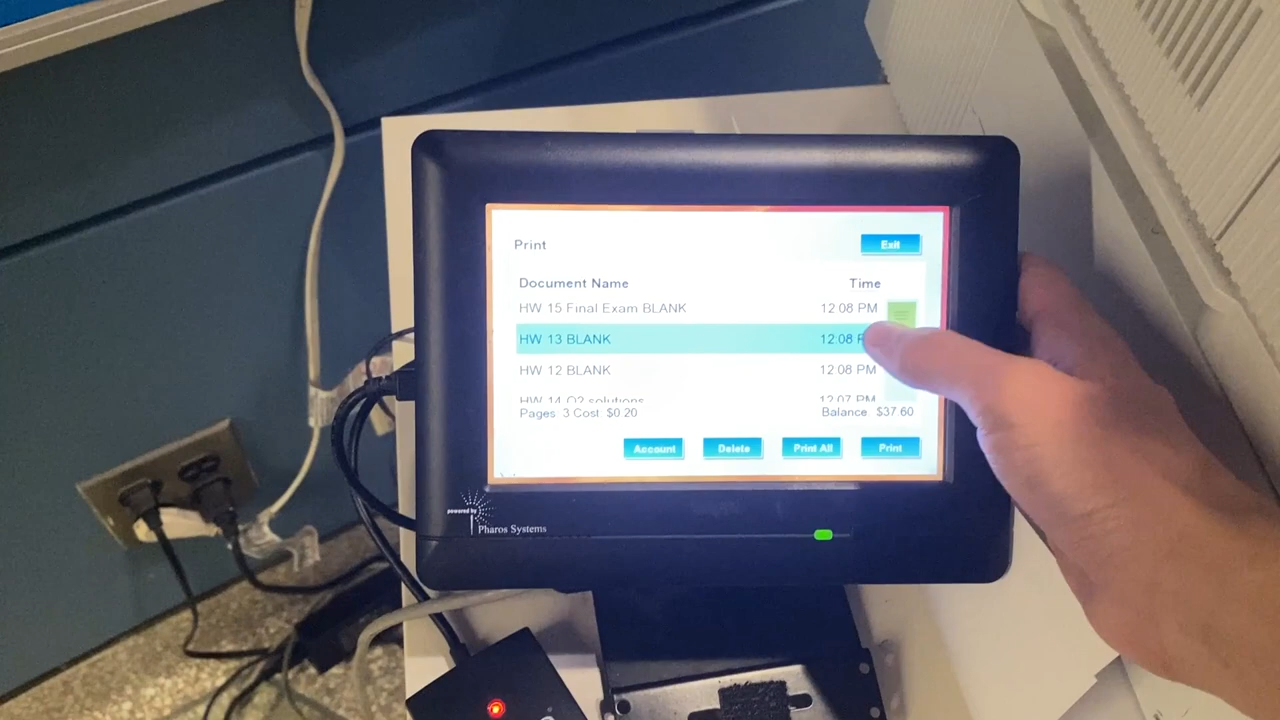 Print Exit
Document Name Time
HW 15 Final Exam BLANK 12:08 PM
HW 13 BLANK 12:08
HW 12 BLANK 12:08 PM
HW 14 Q2 solutions 12:07 PM
Pages 3 Cost $0.20 Balance $37.60
Account Delete Print All Print
powered by
Pharos Systems